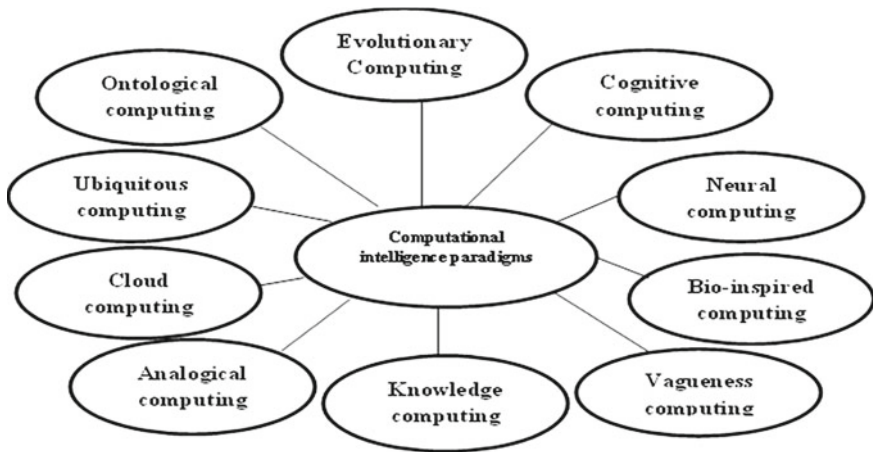 Evolutionary
Computing
Ontological
computing
Cognitive
computing
Ubiquitous
computing
Neural
computing
Computational
intelligence paradigms
Cloud
computing
Bio-inspired
computing
Analogical
computing
Knowledge
computing
Vagueness
computing